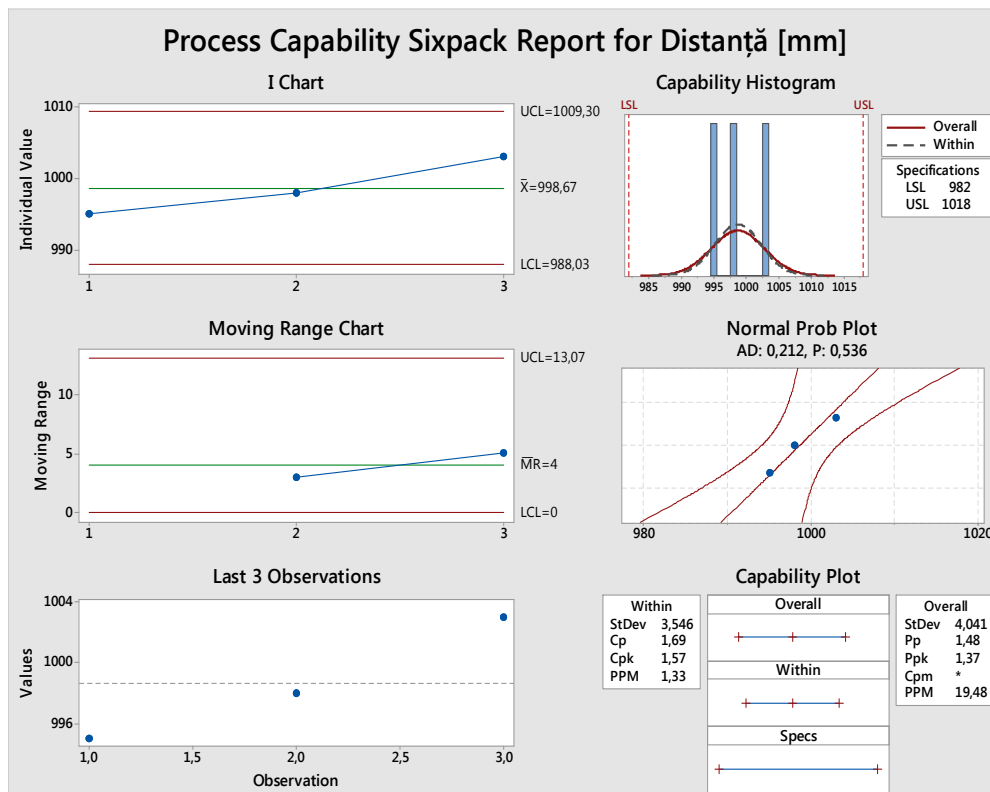 Process Capability Sixpack Report for Distanță [mm]
I Chart
Individual Value
1010
1000
990
1
2
3
UCL=1009,30
X̄=998,67
LCL=988,03
Capability Histogram
LSL
USL
985
990
995
1000
1005
1010
1015
Overall
Within
Specifications
LSL 982
USL 1018
Moving Range Chart
Moving Range
10
5
0
1
2
3
UCL=13,07
M̄R̄=4
LCL=0
Normal Prob Plot
AD: 0,212, P: 0,536
980
1000
1020
Last 3 Observations
Values
1004
1000
996
1,0
1,5
2,0
2,5
3,0
Observation
Capability Plot
Within
StDev 3,546
Cp 1,69
Cpk 1,57
PPM 1,33
Overall
Within
Specs
Overall
StDev 4,041
Pp 1,48
Ppk 1,37
Cpm *
PPM 19,48